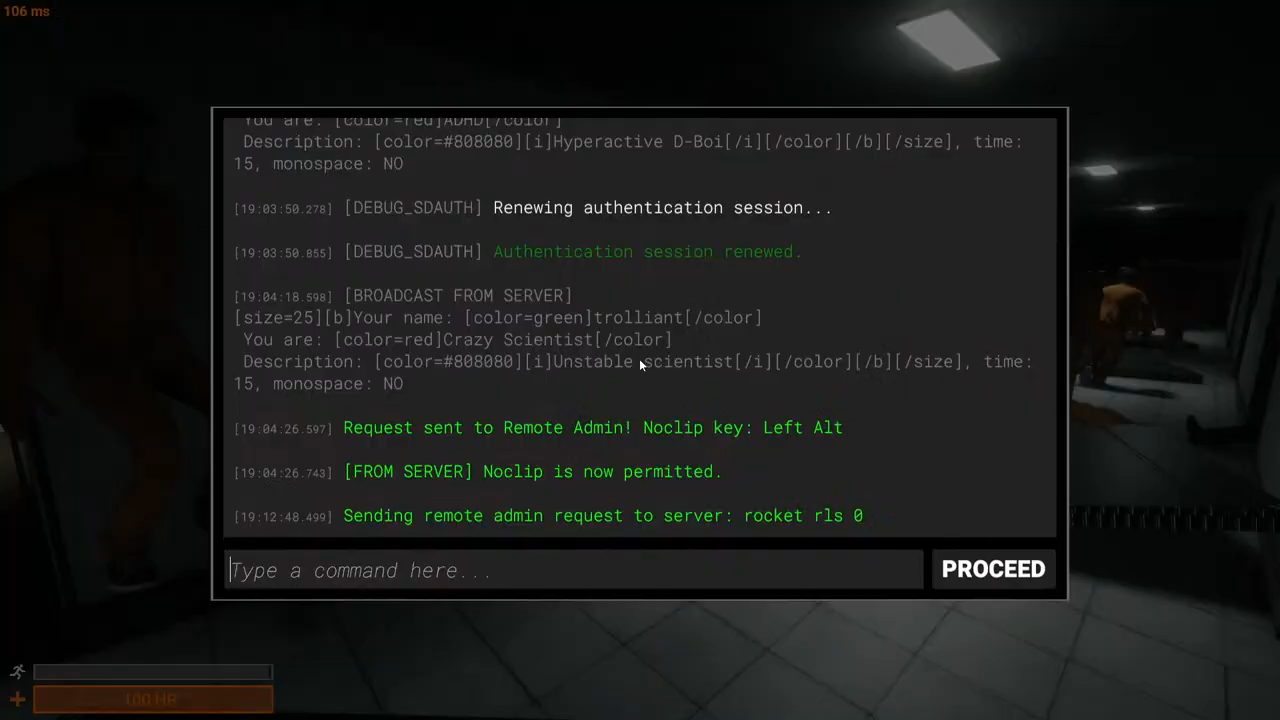 106 ms
You are: [color=red]ADHD[/color]
Description: [color=#808080][i]Hyperactive D-Boi[/i][/color][/b][/size], time:
15, monospace: NO
[19:03:50.278] [DEBUG_SDAUTH] Renewing authentication session...
[19:03:50.855] [DEBUG_SDAUTH] Authentication session renewed.
[19:04:18.598] [BROADCAST FROM SERVER]
[size=25][b]Your name: [color=green]trolliant[/color]
You are: [color=red]Crazy Scientist[/color]
Description: [color=#808080][i]Unstable scientist[/i][/color][/b][/size], time:
15, monospace: NO
[19:04:26.597] Request sent to Remote Admin! Noclip key: Left Alt
[19:04:26.743] [FROM SERVER] Noclip is now permitted.
[19:12:48.499] Sending remote admin request to server: rocket rls 0
Type a command here...
PROCEED
100 HP